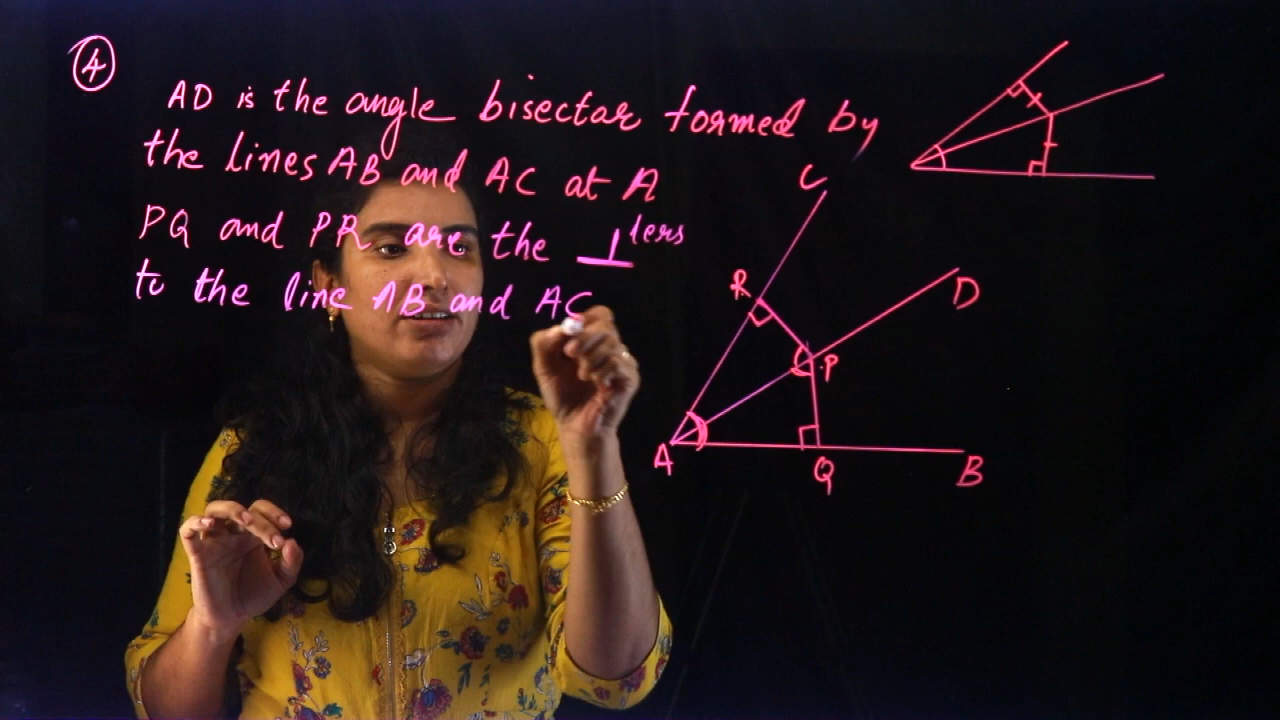 4
AD is the angle bisectar formed by
the lines AB and AC at A
PQ and PR are the ⊥lers
to the line AB and AC
C
R
D
P
A
Q
B